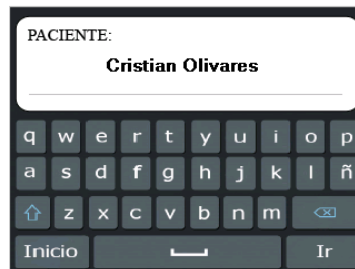 PACIENTE:
Cristian Olivares
q w e r t y u i o p
a s d f g h j k l ñ
z x c v b n m
Inicio Ir